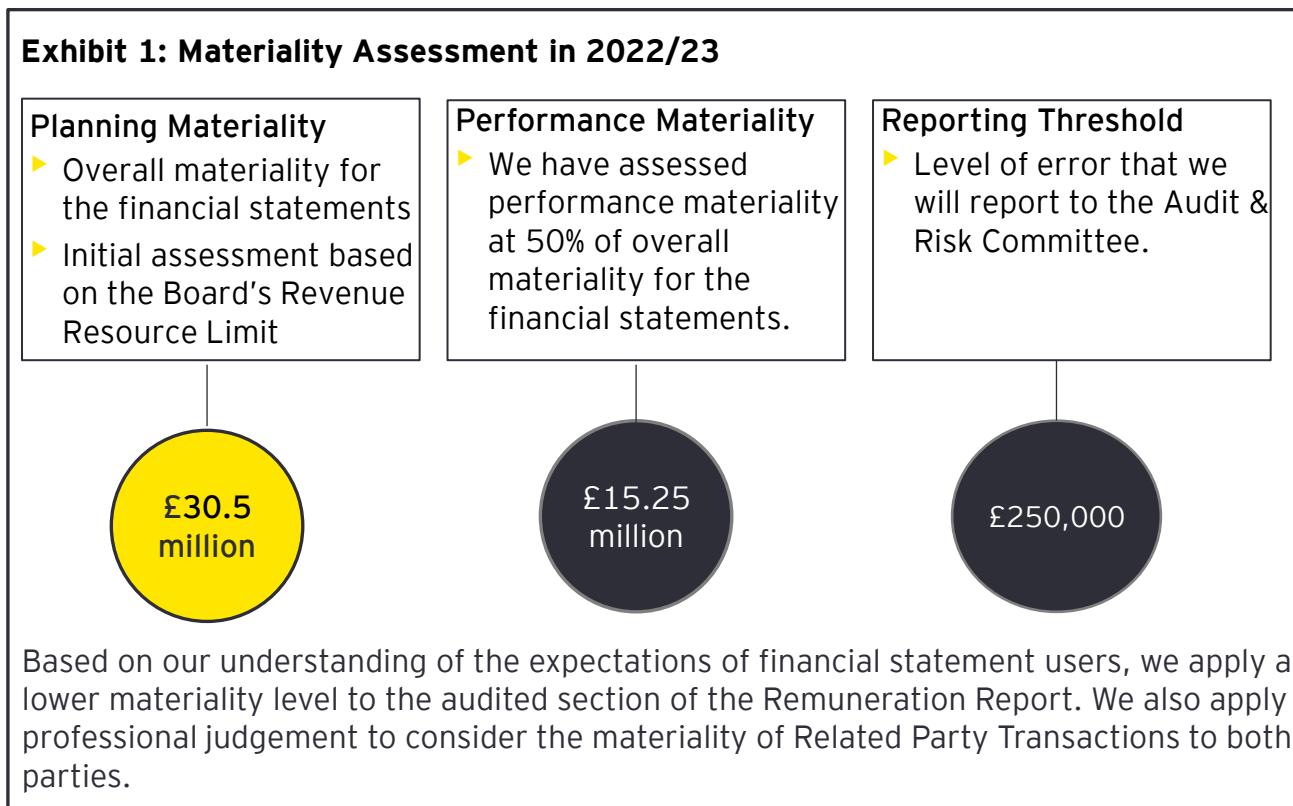 Exhibit 1: Materiality Assessment in 2022/23
Planning Materiality
Overall materiality for
the financial statements
Initial assessment based
on the Board's Revenue
Resource Limit
Performance Materiality
We have assessed
performance materiality
at 50% of overall
materiality for the
financial statements.
Reporting Threshold
Level of error that we
will report to the Audit &
Risk Committee.
£30.5
million
£15.25
million
£250,000
Based on our understanding of the expectations of financial statement users, we apply a
lower materiality level to the audited section of the Remuneration Report. We also apply
professional judgement to consider the materiality of Related Party Transactions to both
parties.